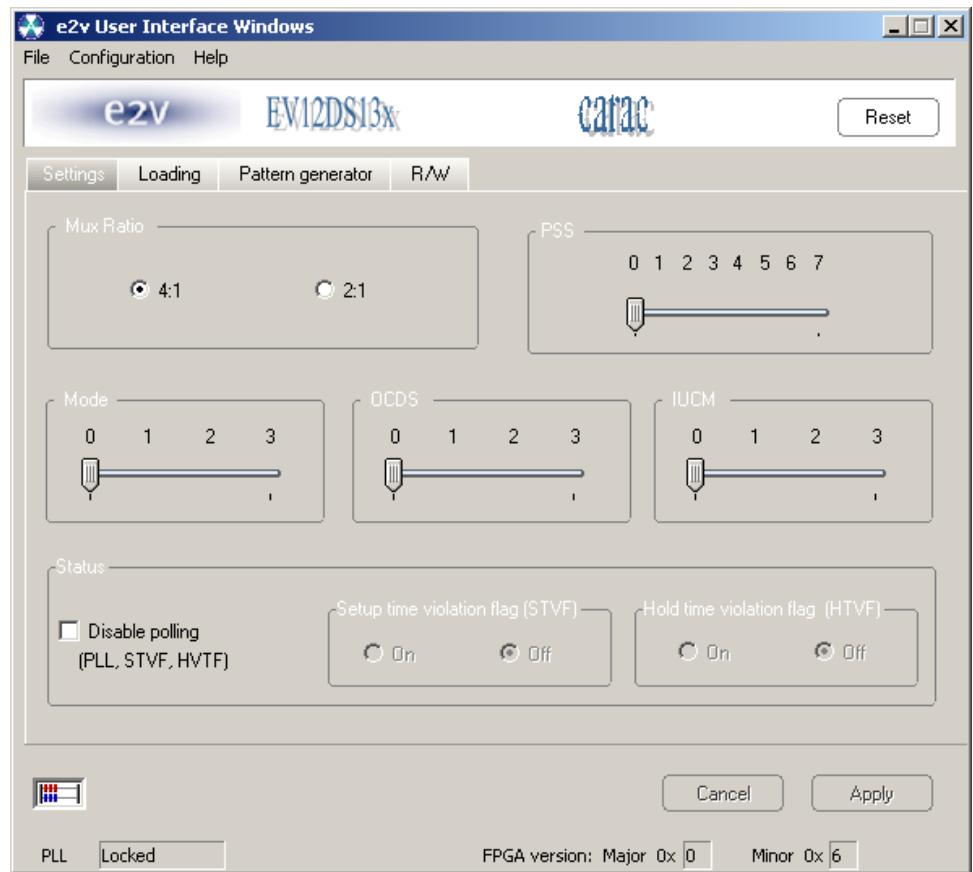 e2v User Interface Windows
File Configuration Help
e2v EV12DS13x carac Reset
Settings Loading Pattern generator R/W
Mux Ratio
4:1 2:1
PSS
0 1 2 3 4 5 6 7
Mode
0 1 2 3
OCDS
0 1 2 3
IUCM
0 1 2 3
Status
Disable polling
(PLL, STVF, HVTF)
Setup time violation flag (STVF)
On Off
Hold time violation flag (HTVF)
On Off
Cancel Apply
PLL Locked FPGA version: Major 0x 0 Minor 0x 6